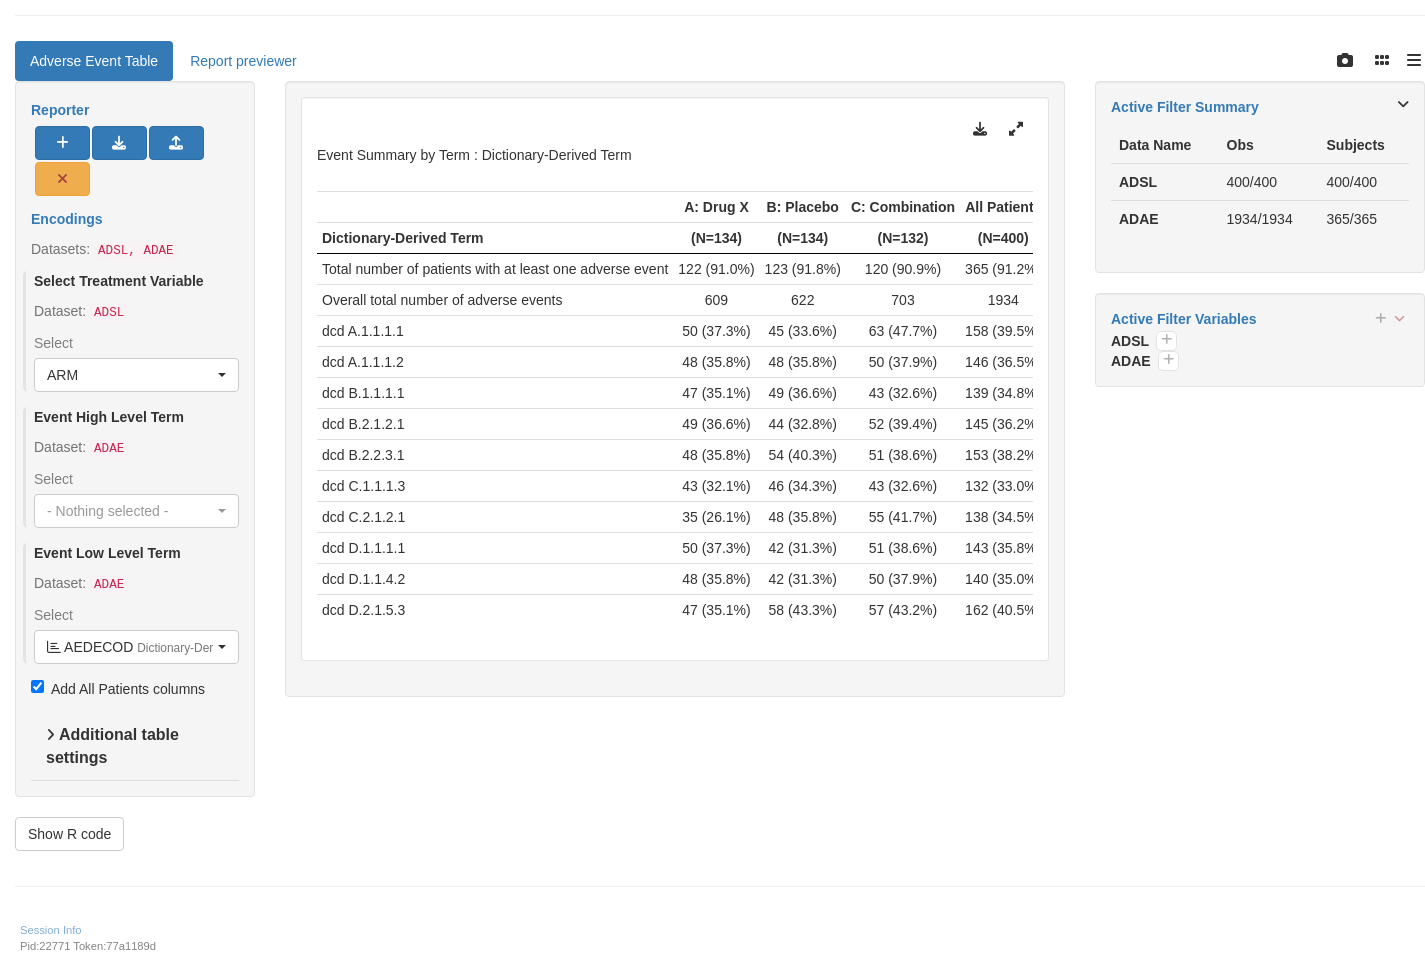 Adverse Event Table
Report previewer
Reporter
Encodings
Datasets: ADSL, ADAE
Select Treatment Variable
Dataset: ADSL
Select
ARM
Event High Level Term
Dataset: ADAE
Select
- Nothing selected -
Event Low Level Term
Dataset: ADAE
Select
AEDECOD Dictionary-Der
Add All Patients columns
Additional table
settings
Show R code
Event Summary by Term : Dictionary-Derived Term
A: Drug X B: Placebo C: Combination All Patient
Dictionary-Derived Term (N=134) (N=134) (N=132) (N=400)
Total number of patients with at least one adverse event 122 (91.0%) 123 (91.8%) 120 (90.9%) 365 (91.2%
Overall total number of adverse events 609 622 703 1934
dcd A.1.1.1.1 50 (37.3%) 45 (33.6%) 63 (47.7%) 158 (39.5%
dcd A.1.1.1.2 48 (35.8%) 48 (35.8%) 50 (37.9%) 146 (36.5%
dcd B.1.1.1.1 47 (35.1%) 49 (36.6%) 43 (32.6%) 139 (34.8%
dcd B.2.1.2.1 49 (36.6%) 44 (32.8%) 52 (39.4%) 145 (36.2%
dcd B.2.2.3.1 48 (35.8%) 54 (40.3%) 51 (38.6%) 153 (38.2%
dcd C.1.1.1.3 43 (32.1%) 46 (34.3%) 43 (32.6%) 132 (33.0%
dcd C.2.1.2.1 35 (26.1%) 48 (35.8%) 55 (41.7%) 138 (34.5%
dcd D.1.1.1.1 50 (37.3%) 42 (31.3%) 51 (38.6%) 143 (35.8%
dcd D.1.1.4.2 48 (35.8%) 42 (31.3%) 50 (37.9%) 140 (35.0%
dcd D.2.1.5.3 47 (35.1%) 58 (43.3%) 57 (43.2%) 162 (40.5%
Active Filter Summary
Data Name Obs Subjects
ADSL 400/400 400/400
ADAE 1934/1934 365/365
Active Filter Variables
ADSL
ADAE
Session Info
Pid:22771 Token:77a1189d